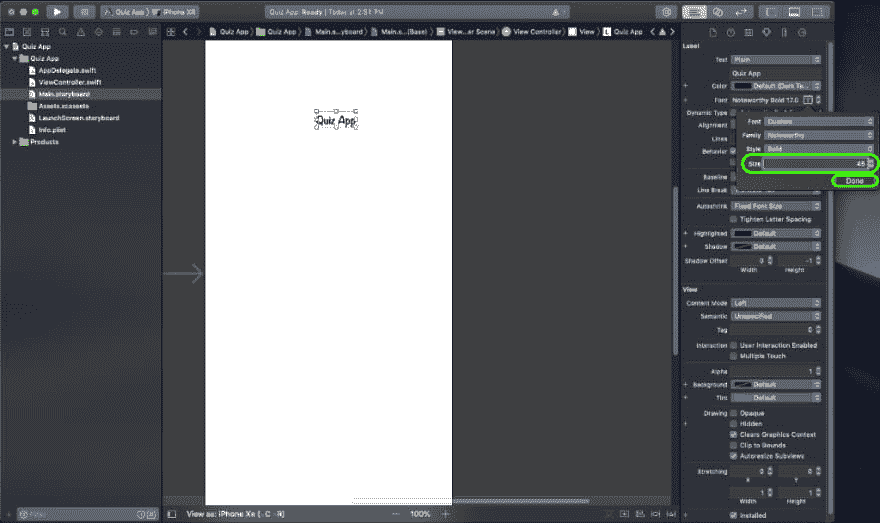 Quiz App
iPhone XR
Quiz App: Ready | Today at 2:51 PM
Quiz App
Quiz App
Main.s...yboard
Main.s...(Base)
View...er Scene
View Controller
View
L Quiz App
Quiz App
Quiz App
AppDelegate.swift
ViewController.swift
Main.storyboard
Assets.xcassets
LaunchScreen.storyboard
Info.plist
Products
Quiz App
Label
Text Plain
Quiz App
Color Default (Dark Te...
Font Noteworthy Bold 17.0
Dynamic Type
Alignment
Lines
Behavior
Font Custom
Family Noteworthy
Style Bold
Size 45
Done
Baseline
Line Break
Autoshrink Fixed Font Size
Tighten Letter Spacing
Highlighted Default
Shadow Default
Shadow Offset 0 -1
Width Height
View
Content Mode Left
Semantic Unspecified
Tag 0
Interaction User Interaction Enabled
Multiple Touch
Alpha 1
Background Default
Tint Default
Drawing Opaque
Hidden
Clears Graphics Context
Clip to Bounds
Autoresize Subviews
Stretching 0 0
X Y
1 1
Width Height
Installed
Filter
View as: iPhone XR
100%